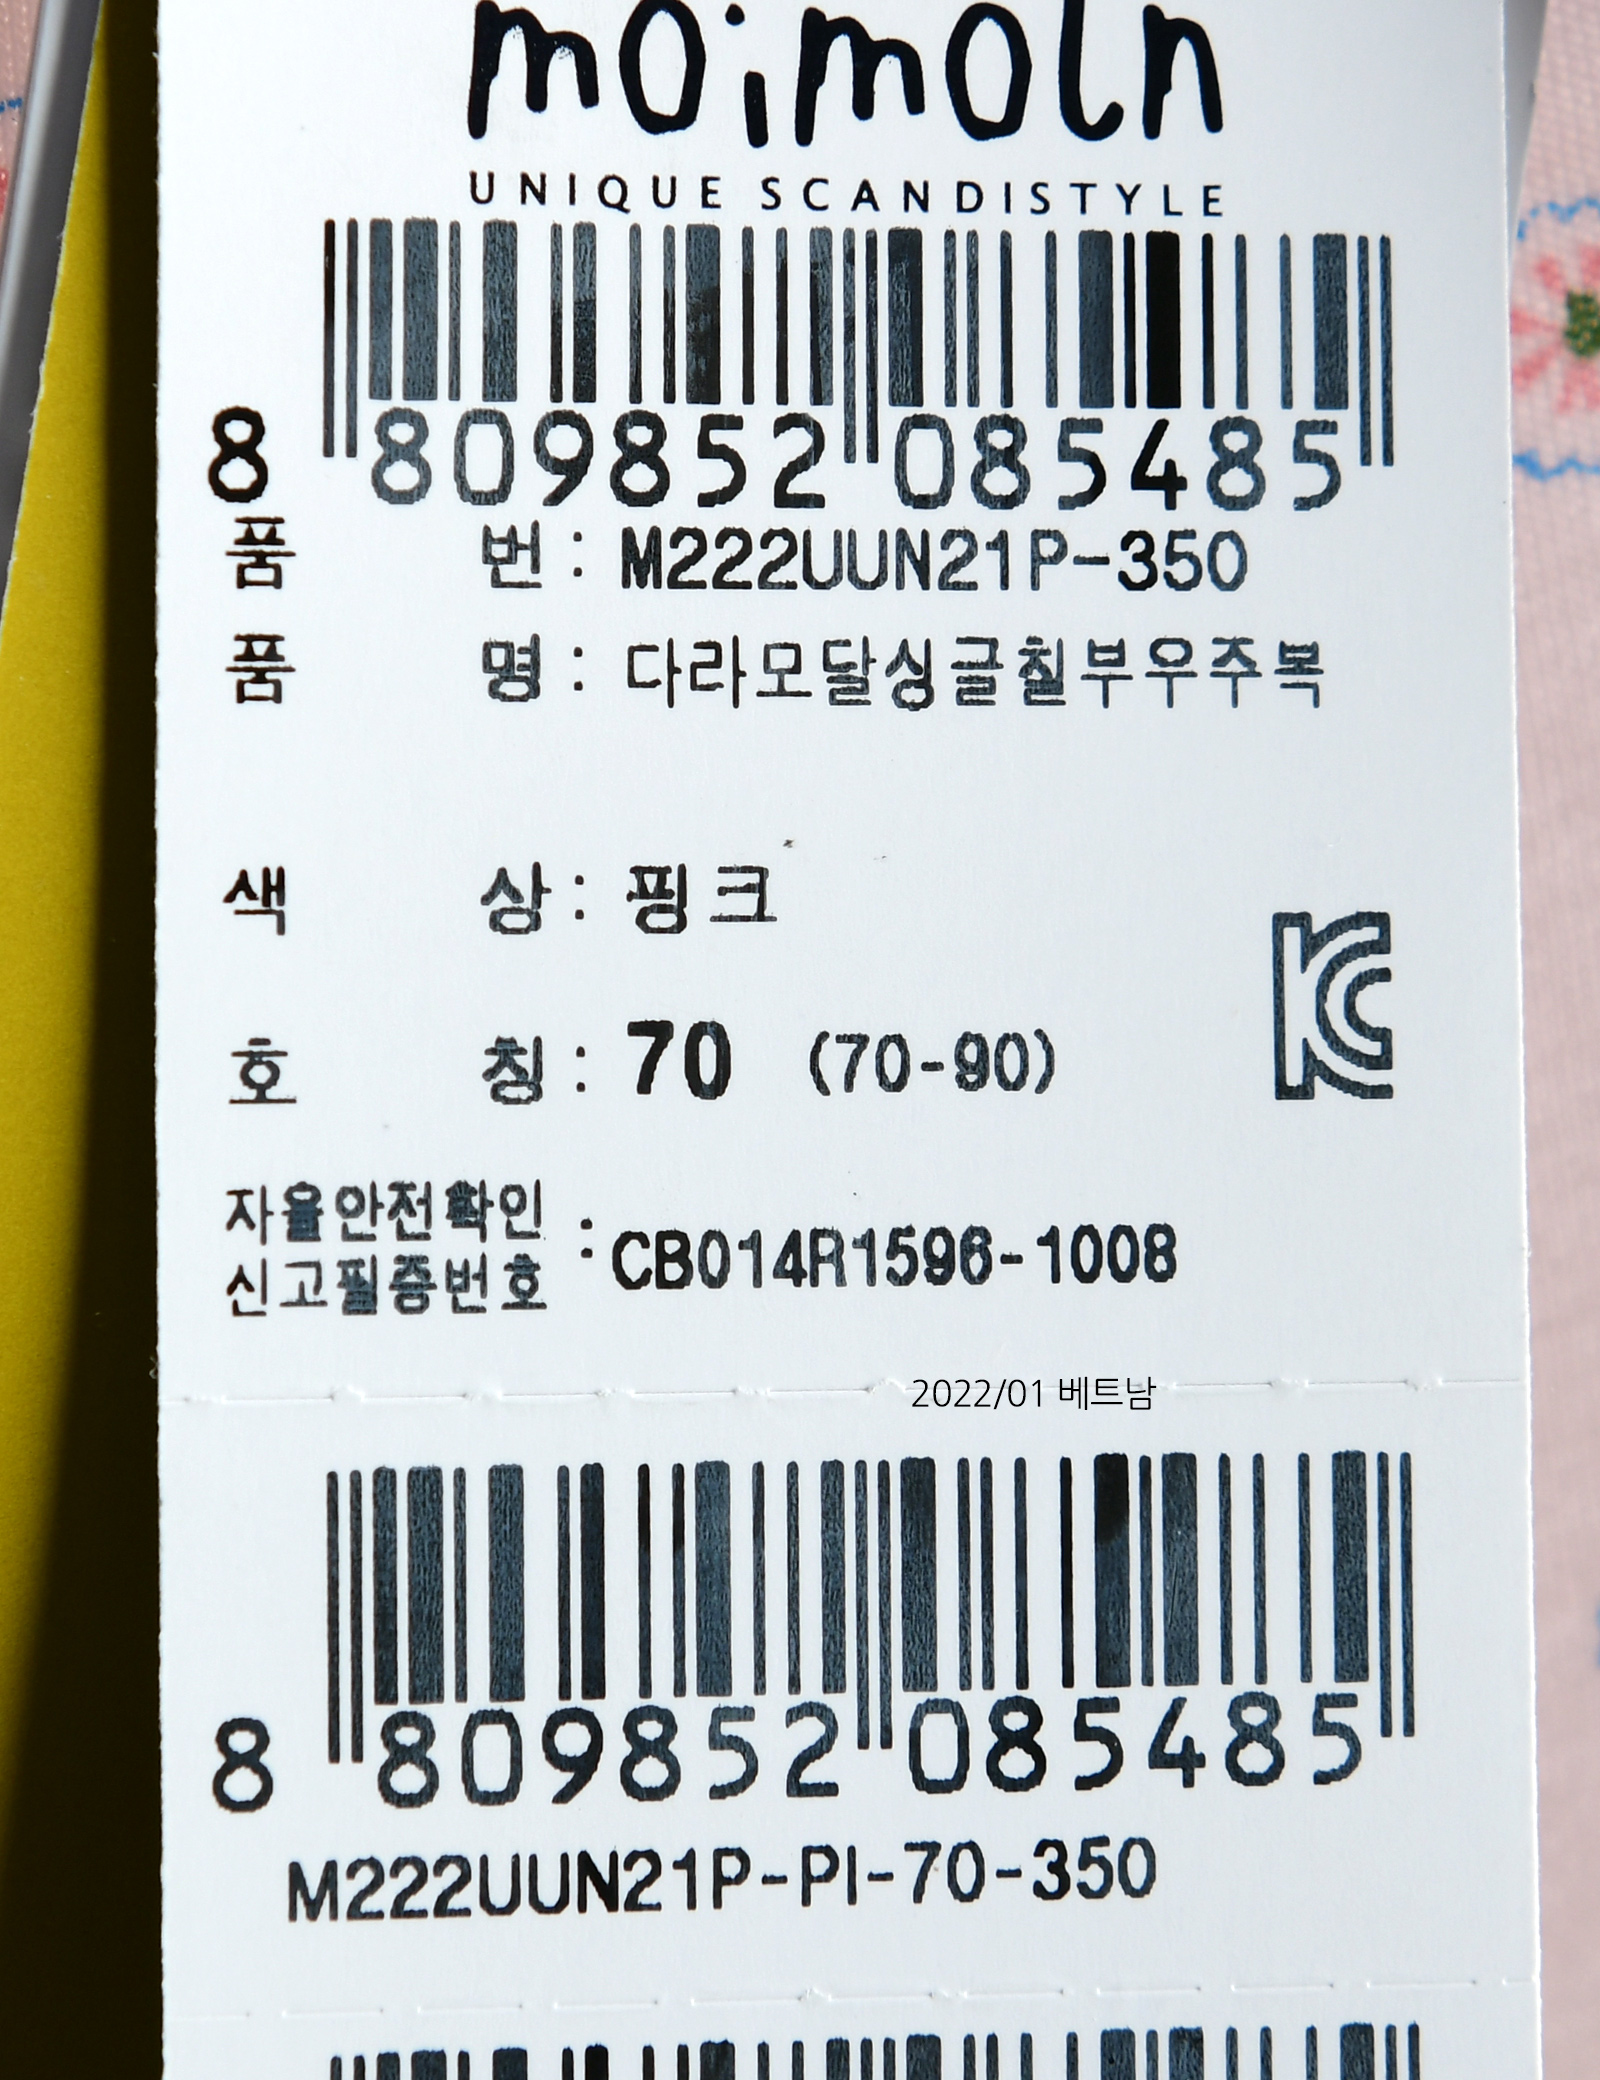 moimoln
UNIQUE SCANDISTYLE
8 809852 085485
품 번 : M222UUN21P-350
품 명 : 다라모달싱글칠부우주복
색 상 : 핑크
호 칭 : 70 (70-90)
자율안전확인
신고필증번호 : CB014R1596-1008
2022/01 베트남
8 809852 085485
M222UUN21P-PI-70-350